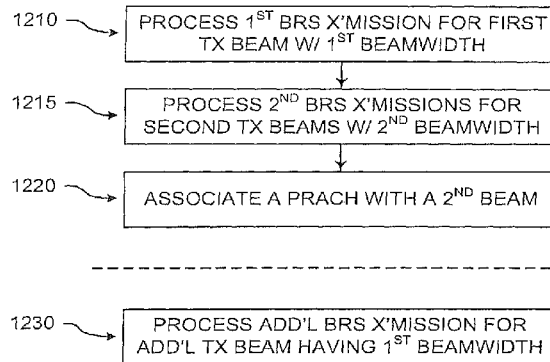 1210
PROCESS 1ST BRS X'MISSION FOR FIRST
TX BEAM W/ 1ST BEAMWIDTH
1215
PROCESS 2ND BRS X'MISSIONS FOR
SECOND TX BEAMS W/ 2ND BEAMWIDTH
1220
ASSOCIATE A PRACH WITH A 2ND BEAM
1230
PROCESS ADD'L BRS X'MISSION FOR
ADD'L TX BEAM HAVING 1ST BEAMWIDTH